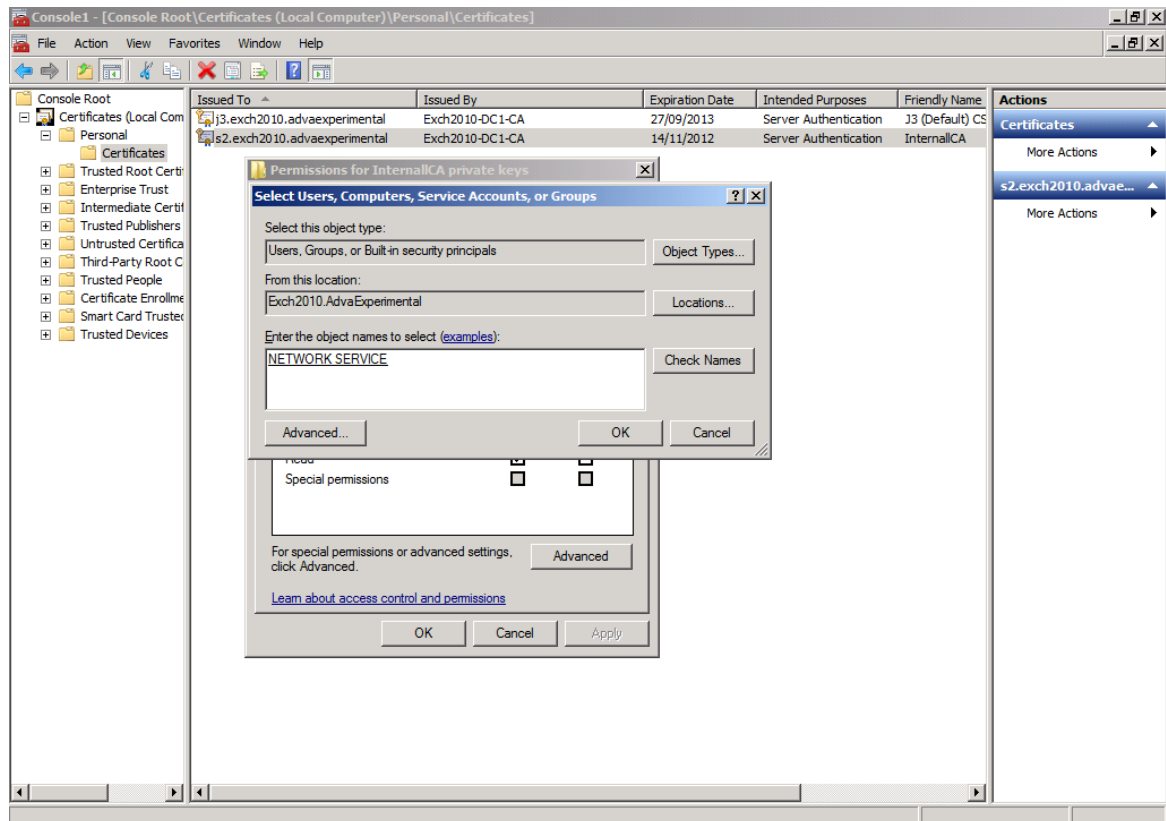 Console1 - [Console Root\Certificates (Local Computer)\Personal\Certificates]
File Action View Favorites Window Help
Console Root
Certificates (Local Com
Personal
Certificates
Trusted Root Certi
Enterprise Trust
Intermediate Certif
Trusted Publishers
Untrusted Certifica
Third-Party Root C
Trusted People
Certificate Enrollme
Smart Card Trusted
Trusted Devices
Issued To Issued By Expiration Date Intended Purposes Friendly Name
j3.exch2010.advaexperimental Exch2010-DC1-CA 27/09/2013 Server Authentication J3 (Default) CS
s2.exch2010.advaexperimental Exch2010-DC1-CA 14/11/2012 Server Authentication InternallCA
Actions
Certificates
More Actions
s2.exch2010.advae...
More Actions
Permissions for InternallCA private keys
Select Users, Computers, Service Accounts, or Groups
Select this object type:
Users, Groups, or Built-in security principals Object Types...
From this location:
Exch2010.AdvaExperimental Locations...
Enter the object names to select (examples):
NETWORK SERVICE Check Names
Advanced... OK Cancel
Read
Special permissions
For special permissions or advanced settings,
click Advanced. Advanced
Learn about access control and permissions
OK Cancel Apply